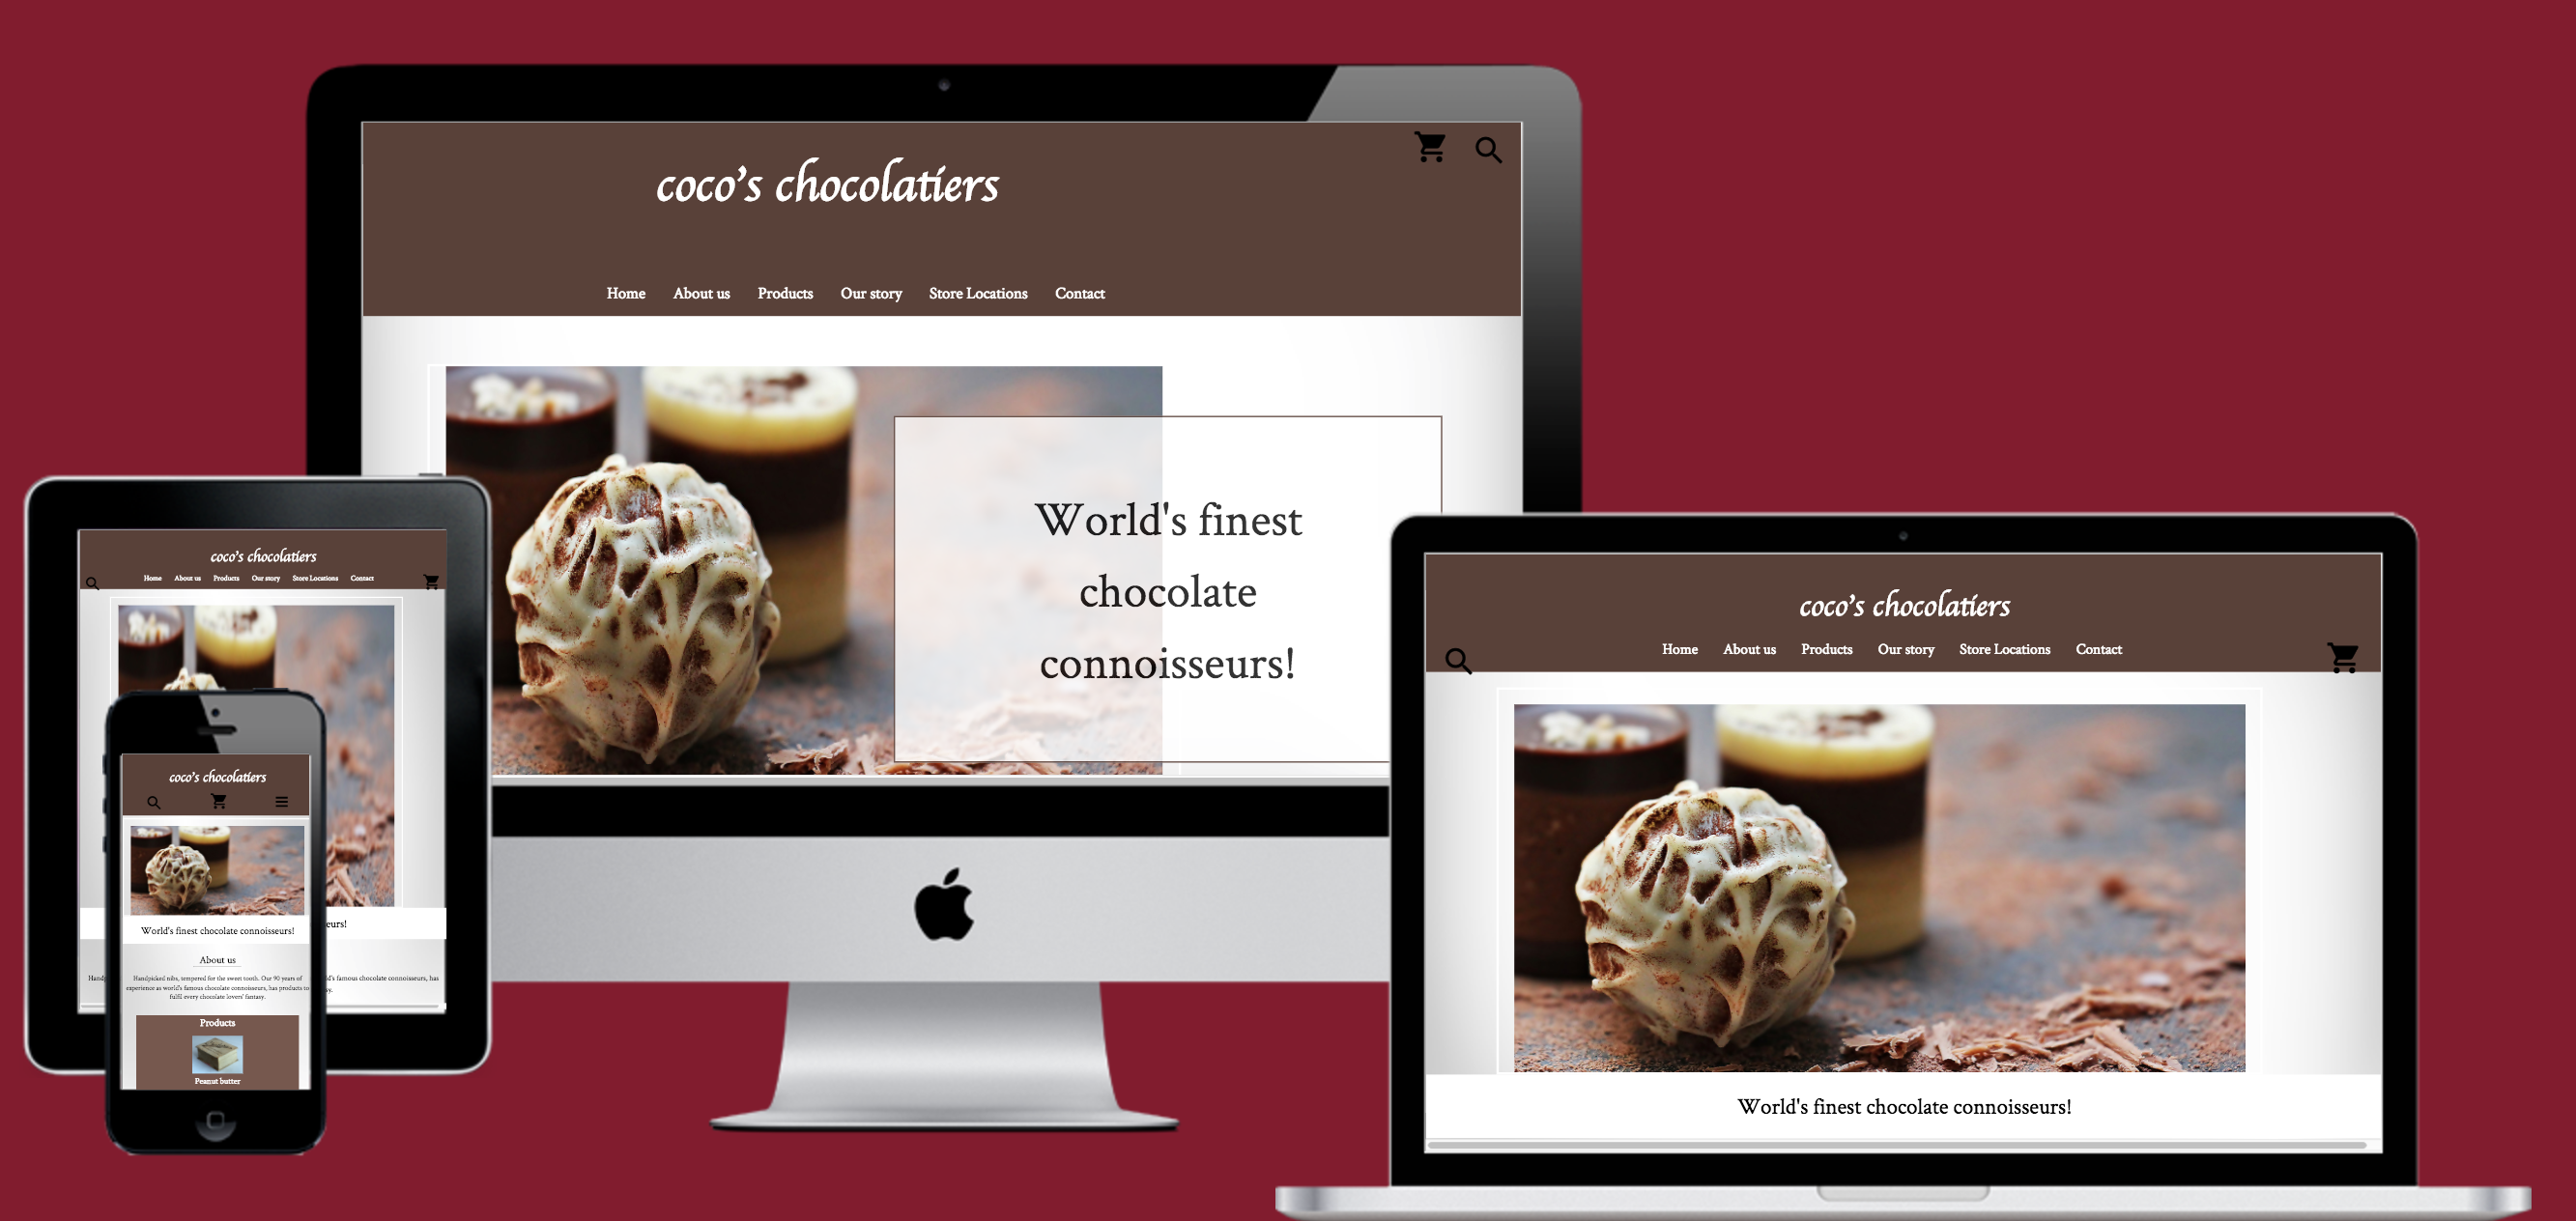 coco's chocolatiers
Home About us Products Our story Store Locations Contact
World's finest
chocolate
connoisseurs!
coco's chocolatiers
Home About us Products Our story Store Locations Contact
eurs!
d's famous chocolate connoisseurs, has
coco's chocolatiers
World's finest chocolate connoisseurs!
About us
Handpicked nibs, tempered for the sweet tooth. Our 90 years of
experience as world's famous chocolate connoisseurs, has products to
fulfil every chocolate lovers' fantasy.
Products
Peanut butter
coco's chocolatiers
Home About us Products Our story Store Locations Contact
World's finest chocolate connoisseurs!